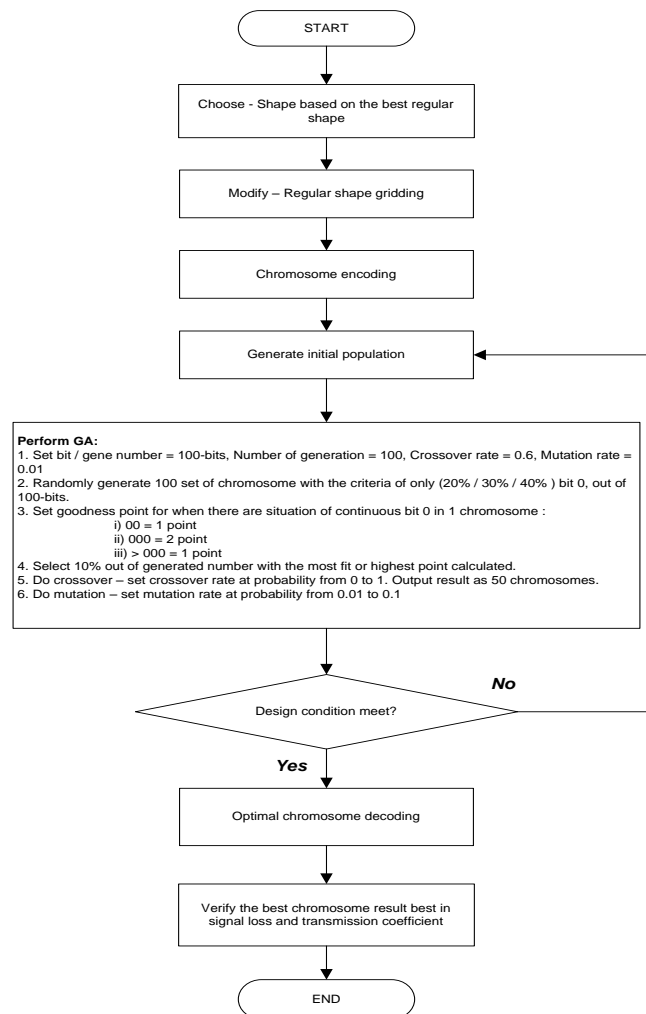 START
Choose - Shape based on the best regular
shape
Modify – Regular shape gridding
Chromosome encoding
Generate initial population
Perform GA:
1. Set bit / gene number = 100-bits, Number of generation = 100, Crossover rate = 0.6, Mutation rate =
0.01
2. Randomly generate 100 set of chromosome with the criteria of only (20% / 30% / 40% ) bit 0, out of
100-bits.
3. Set goodness point for when there are situation of continuous bit 0 in 1 chromosome :
i) 00 = 1 point
ii) 000 = 2 point
iii) > 000 = 1 point
4. Select 10% out of generated number with the most fit or highest point calculated.
5. Do crossover – set crossover rate at probability from 0 to 1. Output result as 50 chromosomes.
6. Do mutation – set mutation rate at probability from 0.01 to 0.1
No
Design condition meet?
Yes
Optimal chromosome decoding
Verify the best chromosome result best in
signal loss and transmission coefficient
END